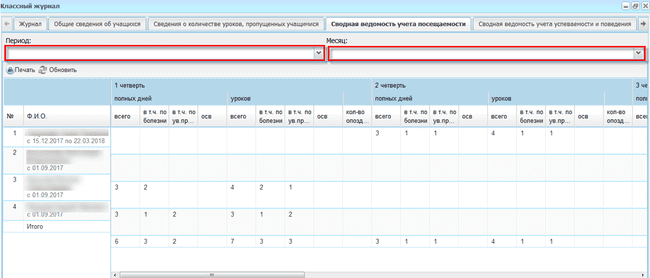 Классный журнал
Журнал Общие сведения об учащихся Сведения о количестве уроков, пропущенных учащимися Сводная ведомость учета посещаемости Сводная ведомость учета успеваемости и поведения
Период: Месяц:
Печать Обновить
1 четверть 2 четверть 3 четв
полных дней уроков полных дней уроков полных
№ Ф.И.О. всего в т.ч. по болезни в т.ч. по ув.пр... осв всего в т.ч. по болезни в т.ч. по ув.пр... осв кол-во опозд... всего в т.ч. по болезни в т.ч. по ув.пр... осв всего в т.ч. по болезни в т.ч. по ув.пр... осв кол-во опозд... всего
1 3 1 1 4 1 1
с 15.12.2017 по 22.03.2018
2
с 01.09.2017
3 3 2 4 2 1
с 01.09.2017
4 3 1 2 3 1 2
с 01.09.2017
Итого
6 3 2 7 3 3 3 1 1 4 1 1